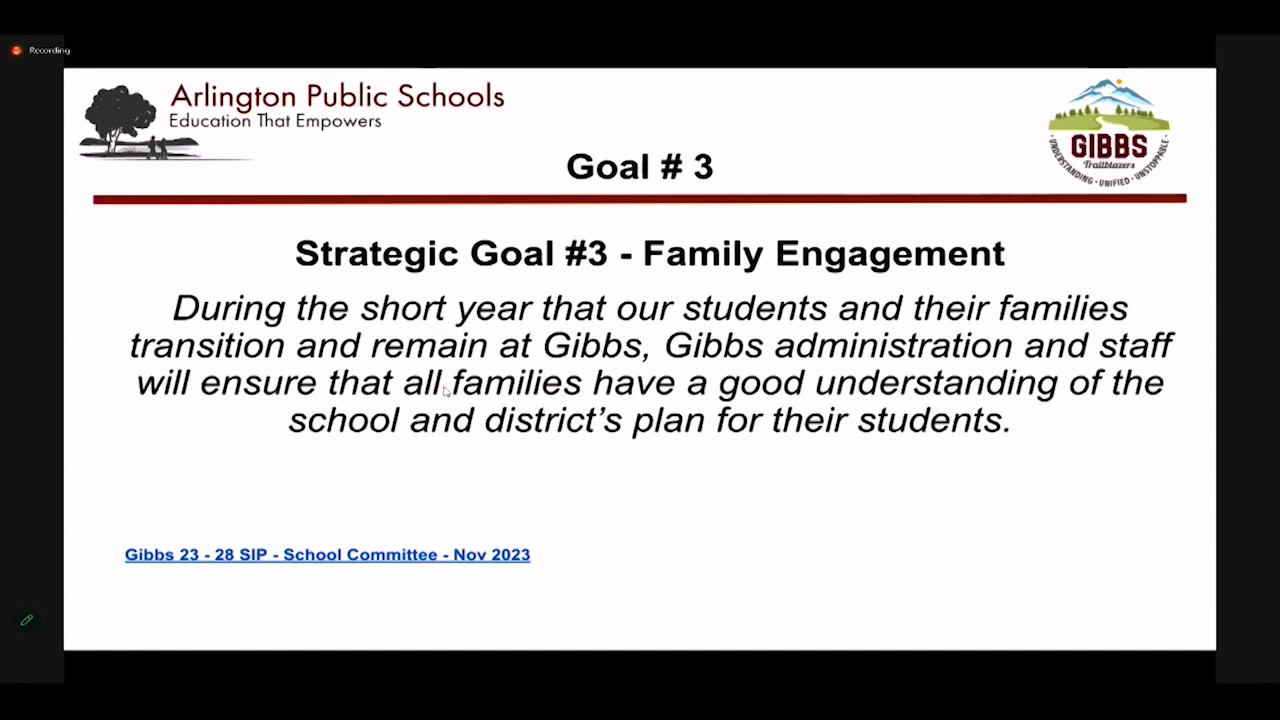 Recording
Arlington Public Schools
Education That Empowers
GIBBS
Trailblazers
UNDERSTANDING · UNIFIED · UNSTOPPABLE
Goal # 3
Strategic Goal #3 - Family Engagement
During the short year that our students and their families
transition and remain at Gibbs, Gibbs administration and staff
will ensure that all families have a good understanding of the
school and district’s plan for their students.
Gibbs 23 - 28 SIP - School Committee - Nov 2023